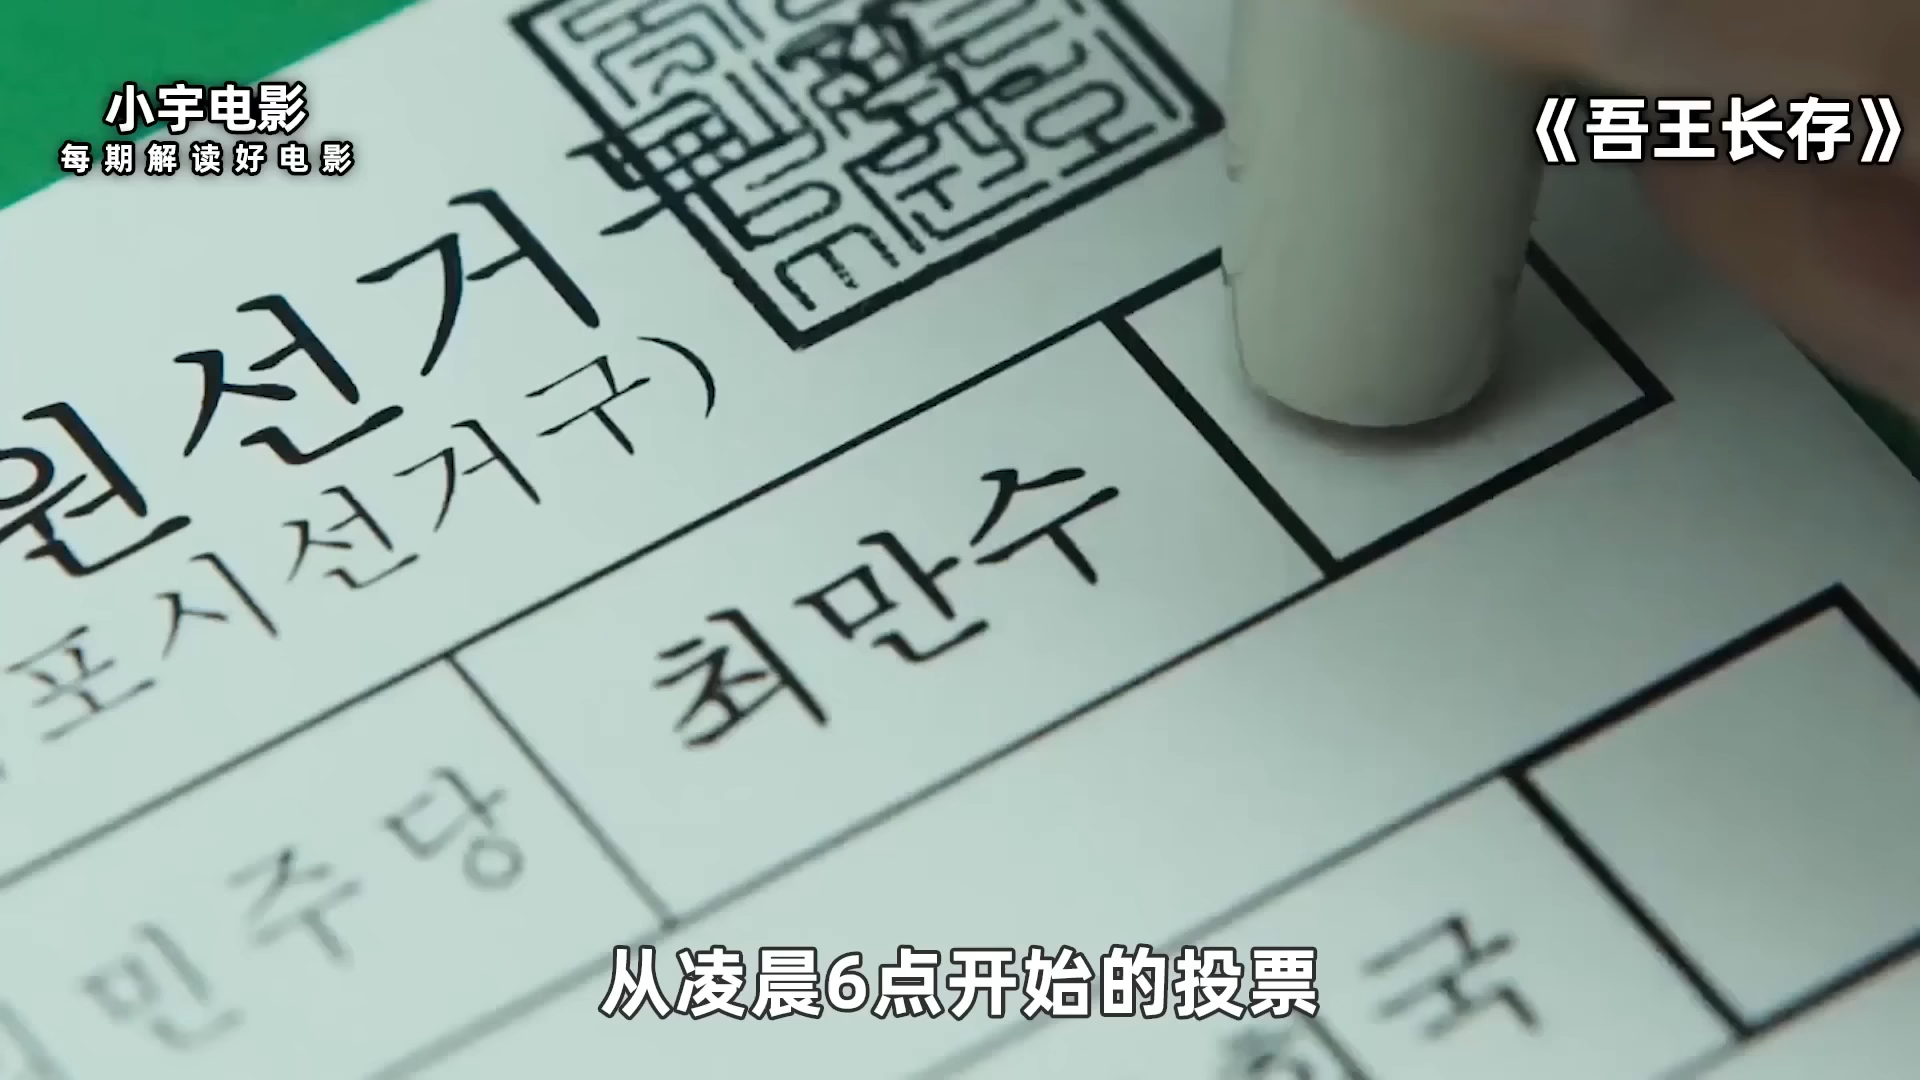 小宇电影
每期解读好电影
《吾王长存》
원선거
포시선거구)
최만수
민주당
국
从凌晨6点开始的投票